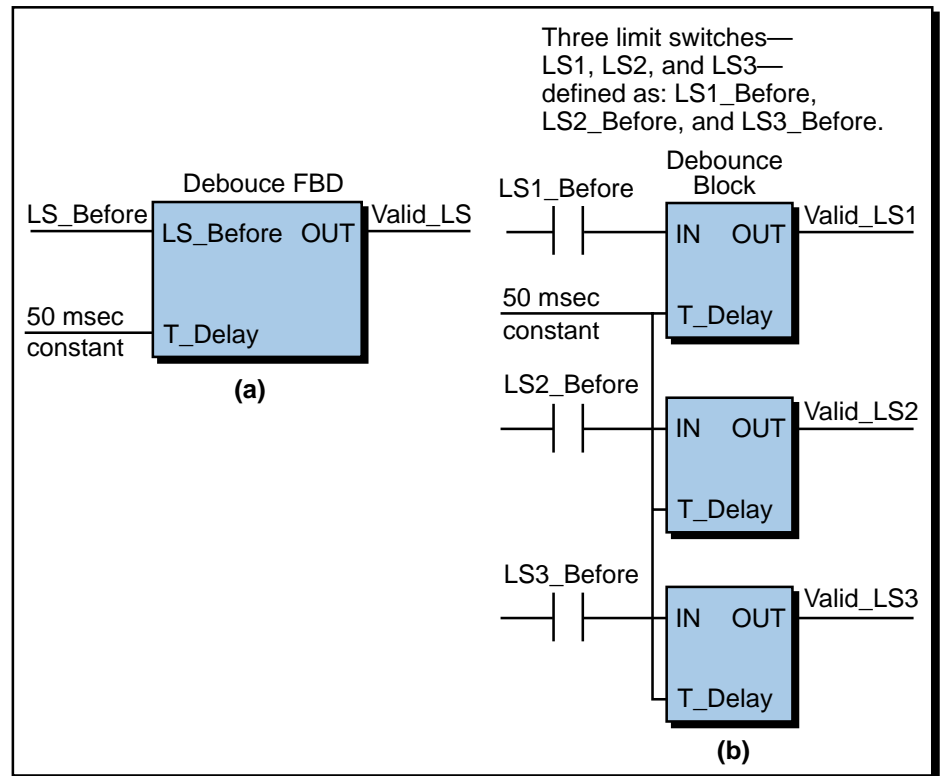 Three limit switches—
LS1, LS2, and LS3—
defined as: LS1_Before,
LS2_Before, and LS3_Before.
Debouce FBD
LS_Before
LS_Before OUT
Valid_LS
50 msec
constant
T_Delay
(a)
Debounce
Block
LS1_Before
IN OUT
Valid_LS1
50 msec
constant
T_Delay
LS2_Before
IN OUT
Valid_LS2
T_Delay
LS3_Before
IN OUT
Valid_LS3
T_Delay
(b)